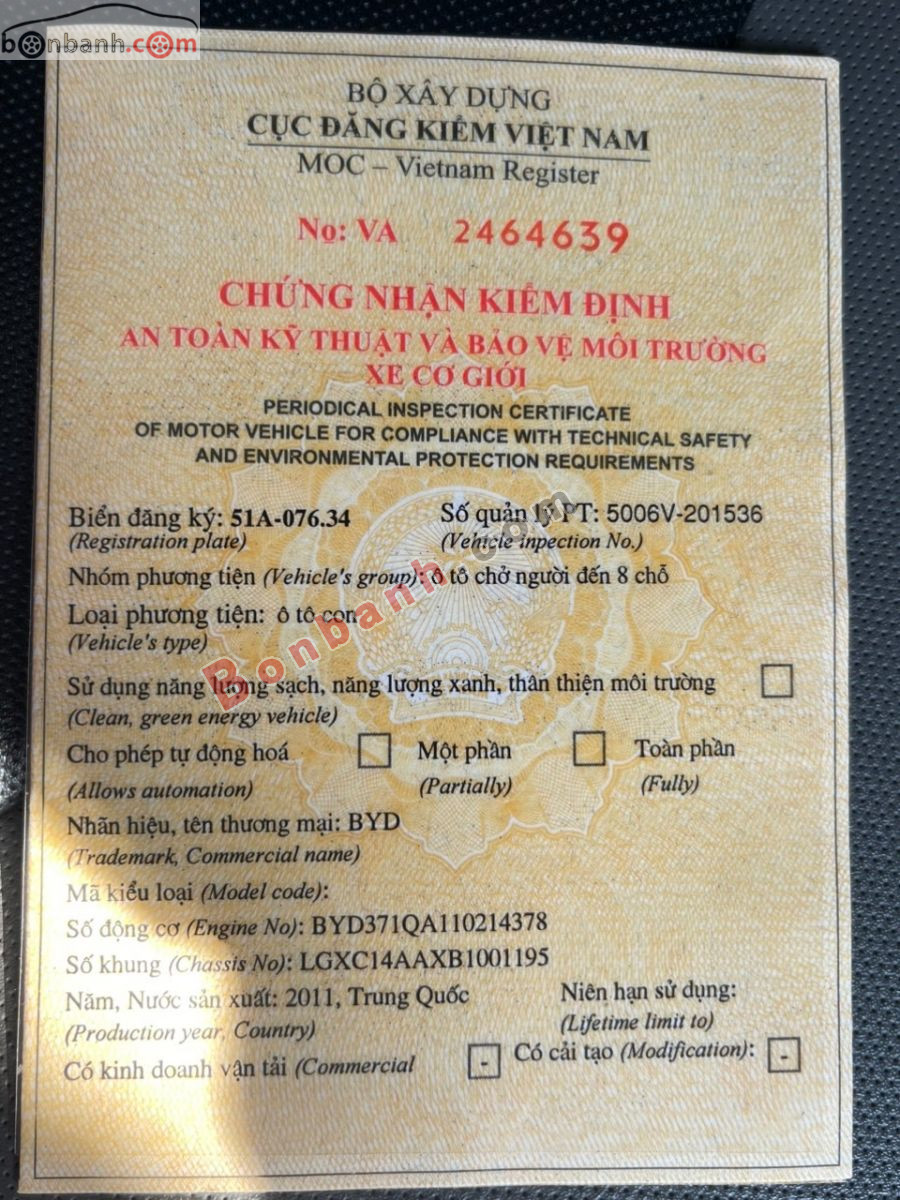 bonbanh.com
BỘ XÂY DỰNG
CỤC ĐĂNG KIỂM VIỆT NAM
MOC – Vietnam Register
No: VA 2464639
CHỨNG NHẬN KIỂM ĐỊNH
AN TOÀN KỸ THUẬT VÀ BẢO VỆ MÔI TRƯỜNG
XE CƠ GIỚI
PERIODICAL INSPECTION CERTIFICATE
OF MOTOR VEHICLE FOR COMPLIANCE WITH TECHNICAL SAFETY
AND ENVIRONMENTAL PROTECTION REQUIREMENTS
Biển đăng ký: 51A-076.34 Số quản lý PT: 5006V-201536
(Registration plate) (Vehicle inpection No.)
Nhóm phương tiện (Vehicle's group): ô tô chở người đến 8 chỗ
Loại phương tiện: ô tô con
(Vehicle's type)
Bonbanh.com
Sử dụng năng lượng sạch, năng lượng xanh, thân thiện môi trường
(Clean, green energy vehicle)
Cho phép tự động hoá Một phần Toàn phần
(Allows automation) (Partially) (Fully)
Nhãn hiệu, tên thương mại: BYD
(Trademark, Commercial name)
Mã kiểu loại (Model code):
Số động cơ (Engine No): BYD371QA110214378
Số khung (Chassis No): LGXC14AAXB1001195
Năm, Nước sản xuất: 2011, Trung Quốc Niên hạn sử dụng:
(Production year, Country) (Lifetime limit to)
Có kinh doanh vận tải (Commercial - Có cải tạo (Modification): -